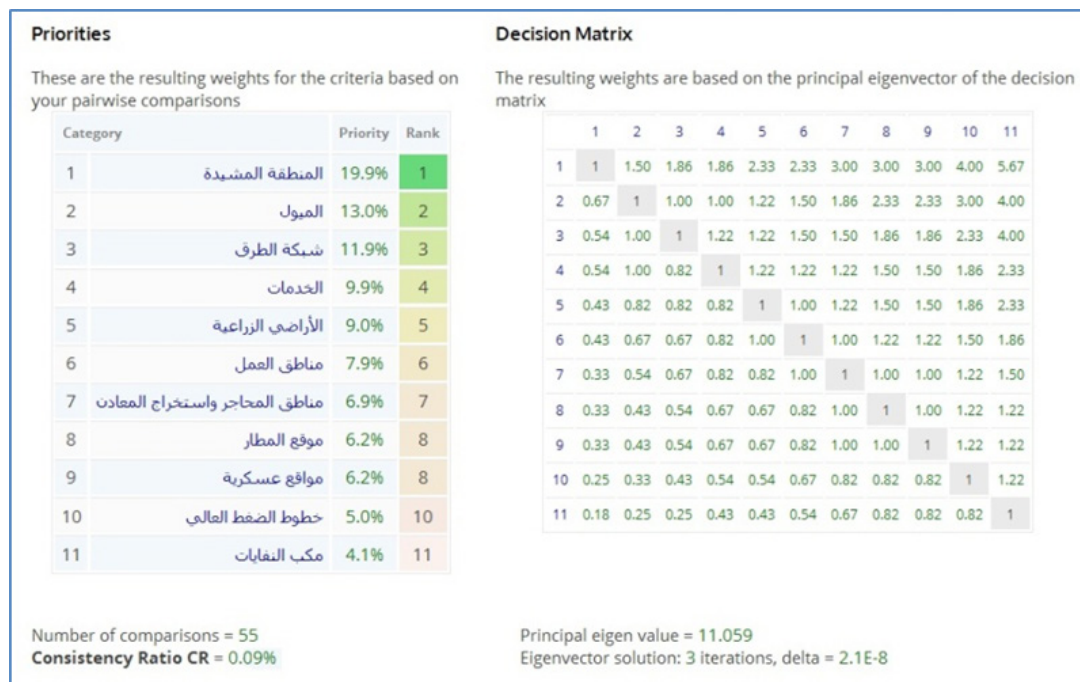 Priorities
These are the resulting weights for the criteria based on
your pairwise comparisons
Category Priority Rank
1 المنطقة المشيدة 19.9% 1
2 الميول 13.0% 2
3 شبكة الطرق 11.9% 3
4 الخدمات 9.9% 4
5 الأراضي الزراعية 9.0% 5
6 مناطق العمل 7.9% 6
7 مناطق المحاجر واستخراج المعادن 6.9% 7
8 موقع المطار 6.2% 8
9 مواقع عسكرية 6.2% 8
10 خطوط الضغط العالي 5.0% 10
11 مكب النفايات 4.1% 11
Number of comparisons = 55
Consistency Ratio CR = 0.09%
Decision Matrix
The resulting weights are based on the principal eigenvector of the decision
matrix
1 2 3 4 5 6 7 8 9 10 11
1 1 1.50 1.86 1.86 2.33 2.33 3.00 3.00 3.00 4.00 5.67
2 0.67 1 1.00 1.00 1.22 1.50 1.86 2.33 2.33 3.00 4.00
3 0.54 1.00 1 1.22 1.22 1.50 1.50 1.86 1.86 2.33 4.00
4 0.54 1.00 0.82 1 1.22 1.22 1.22 1.50 1.50 1.86 2.33
5 0.43 0.82 0.82 0.82 1 1.00 1.22 1.50 1.50 1.86 2.33
6 0.43 0.67 0.67 0.82 1.00 1 1.00 1.22 1.22 1.50 1.86
7 0.33 0.54 0.67 0.82 0.82 1.00 1 1.00 1.00 1.22 1.50
8 0.33 0.43 0.54 0.67 0.67 0.82 1.00 1 1.00 1.22 1.22
9 0.33 0.43 0.54 0.67 0.67 0.82 1.00 1.00 1 1.22 1.22
10 0.25 0.33 0.43 0.54 0.54 0.67 0.82 0.82 0.82 1 1.22
11 0.18 0.25 0.25 0.43 0.43 0.54 0.67 0.82 0.82 0.82 1
Principal eigen value = 11.059
Eigenvector solution: 3 iterations, delta = 2.1E-8